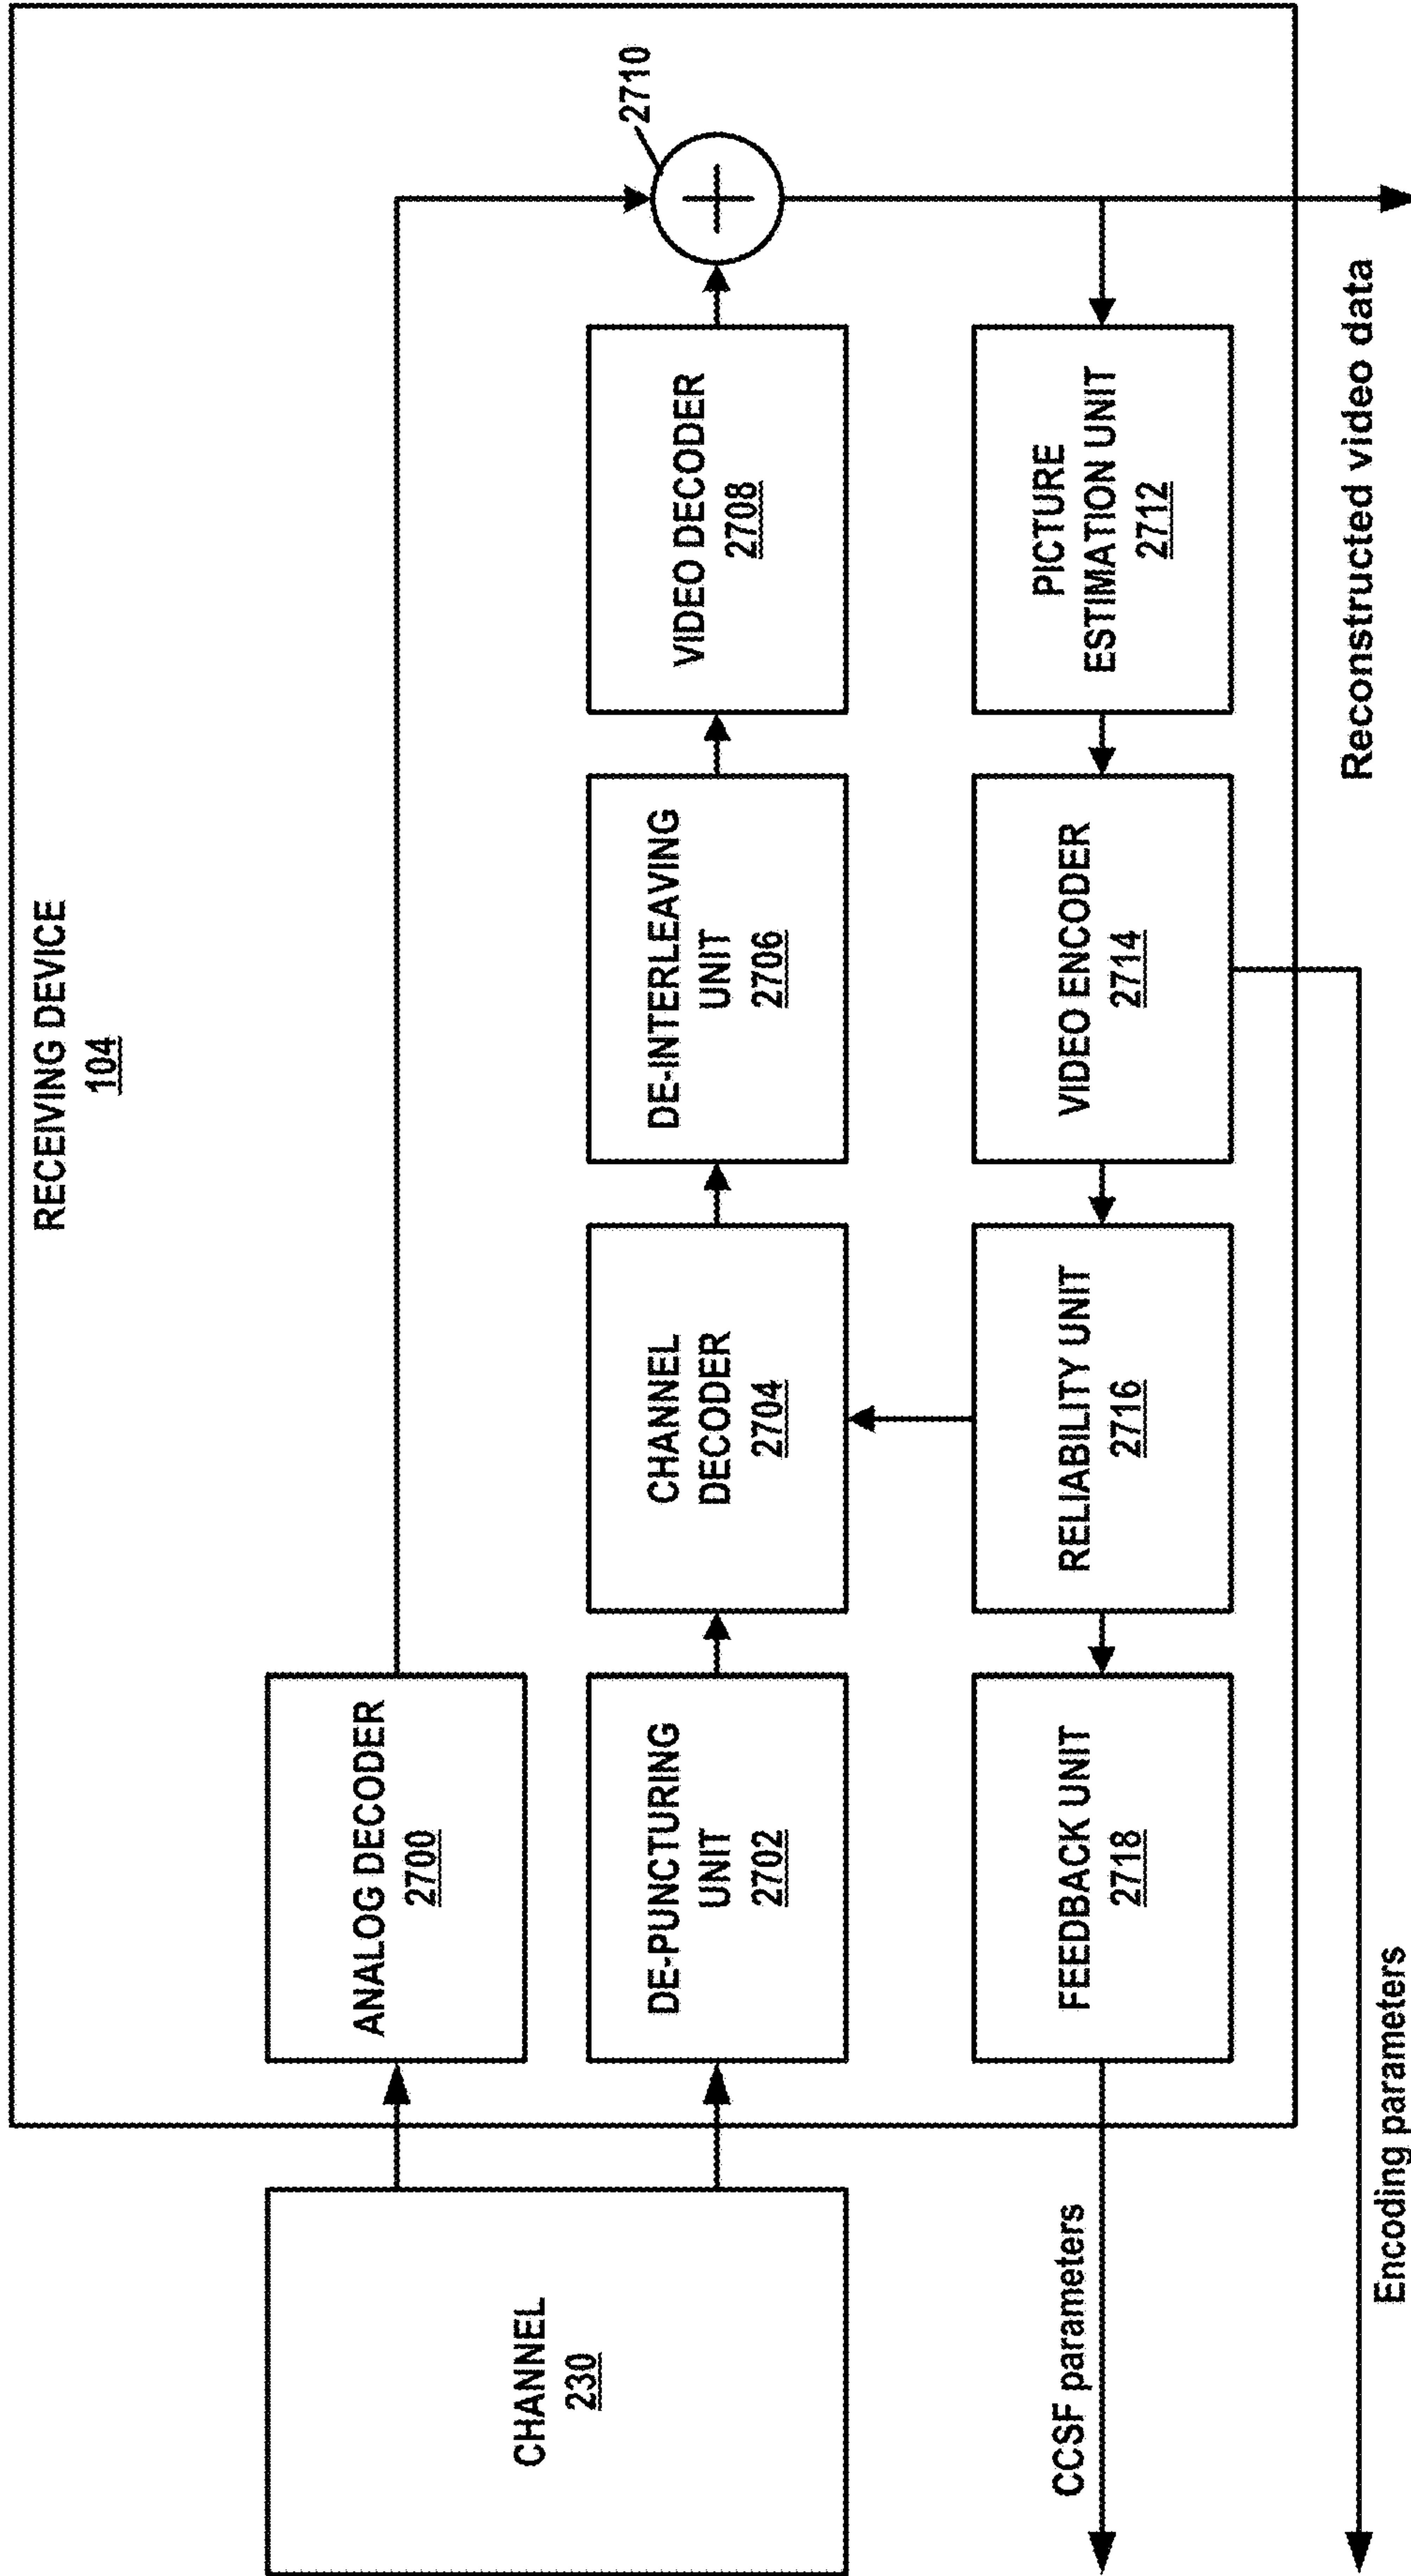 RECEIVING DEVICE
104
CHANNEL
230
ANALOG DECODER
2700
DE-PUNCTURING
UNIT
2702
CHANNEL
DECODER
2704
DE-INTERLEAVING
UNIT
2706
VIDEO DECODER
2708
2710
FEEDBACK UNIT
2718
RELIABILITY UNIT
2716
VIDEO ENCODER
2714
PICTURE
ESTIMATION UNIT
2712
CCSF parameters
Encoding parameters
Reconstructed video data